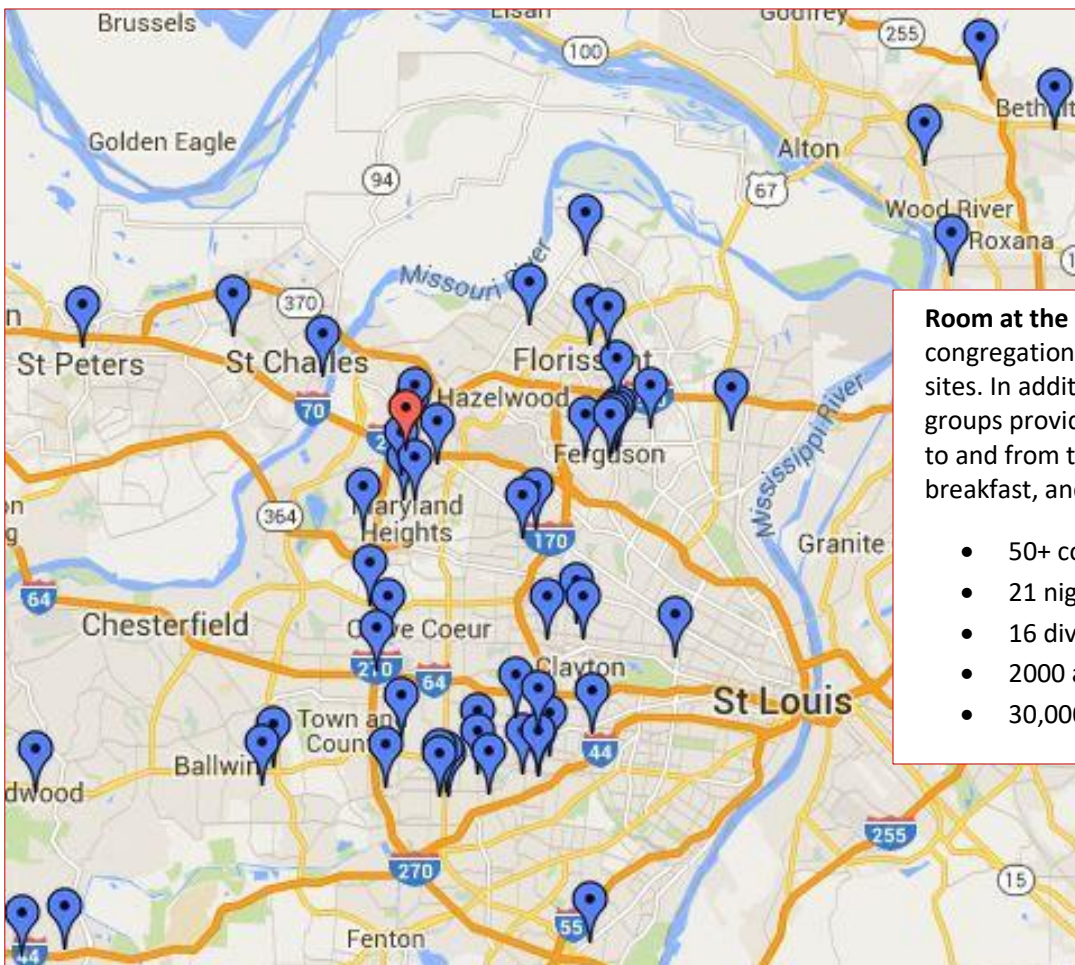 Brussels
Godfrey
255
100
Golden Eagle
94
Alton
67
Wood River
Roxana
Missouri River
370
St Peters
St Charles
Florissant
Hazelwood
70
Ferguson
Maryland
Heights
364
170
Mississippi River
Granite
64
Chesterfield
Creve Coeur
270
64
Clayton
St Louis
Town and
Country
44
Ballwin
dwood
270
255
15
55
Fenton
44
Room at the
congregation
sites. In addit
groups provid
to and from t
breakfast, and
• 50+ co
• 21 nig
• 16 div
• 2000 a
• 30,000